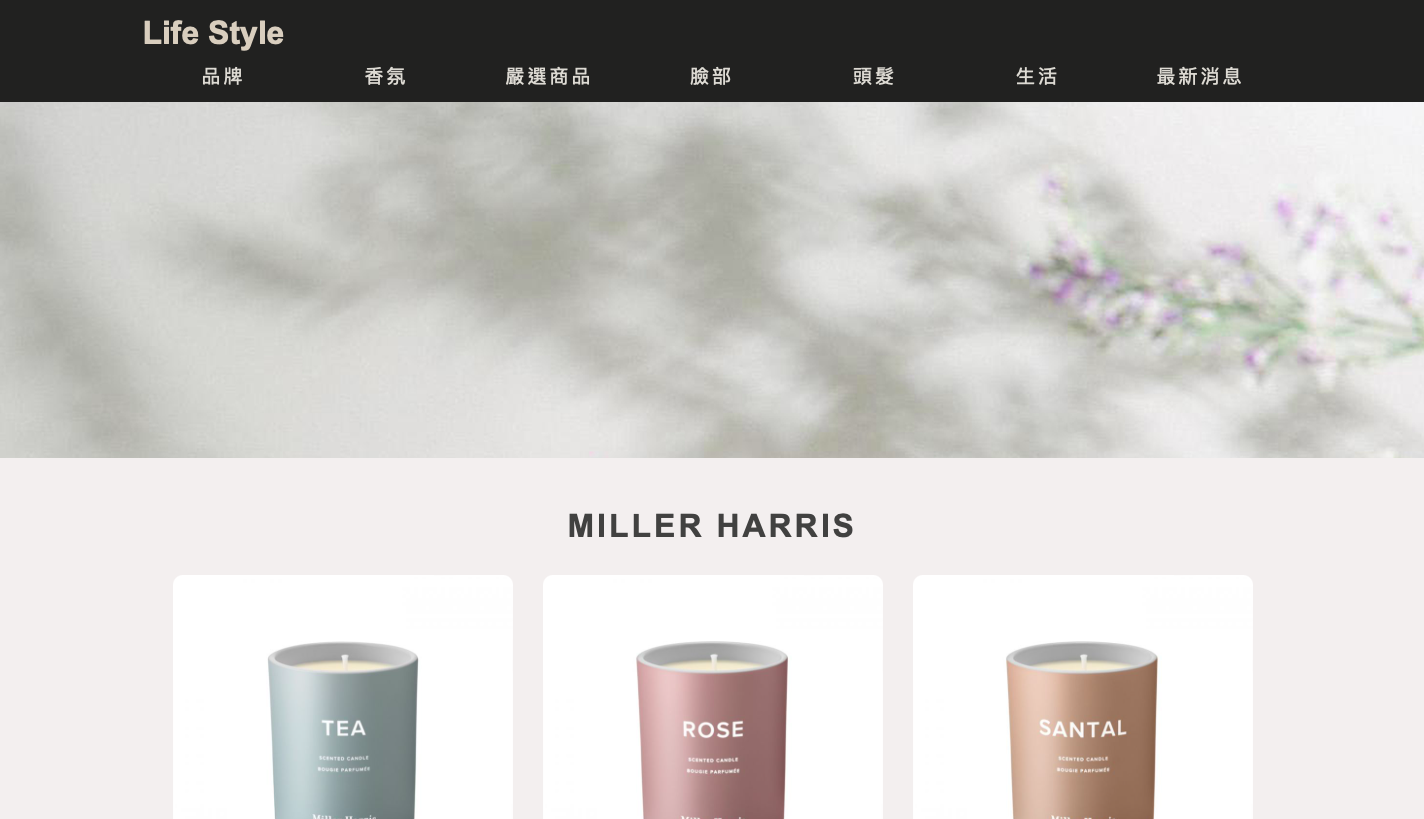 Life Style
品牌 香氛 嚴選商品 臉部 頭髮 生活 最新消息
MILLER HARRIS
TEA
SCENTED CANDLE
BOUGIE PARFUMÉE
ROSE
SCENTED CANDLE
BOUGIE PARFUMÉE
SANTAL
SCENTED CANDLE
BOUGIE PARFUMÉE